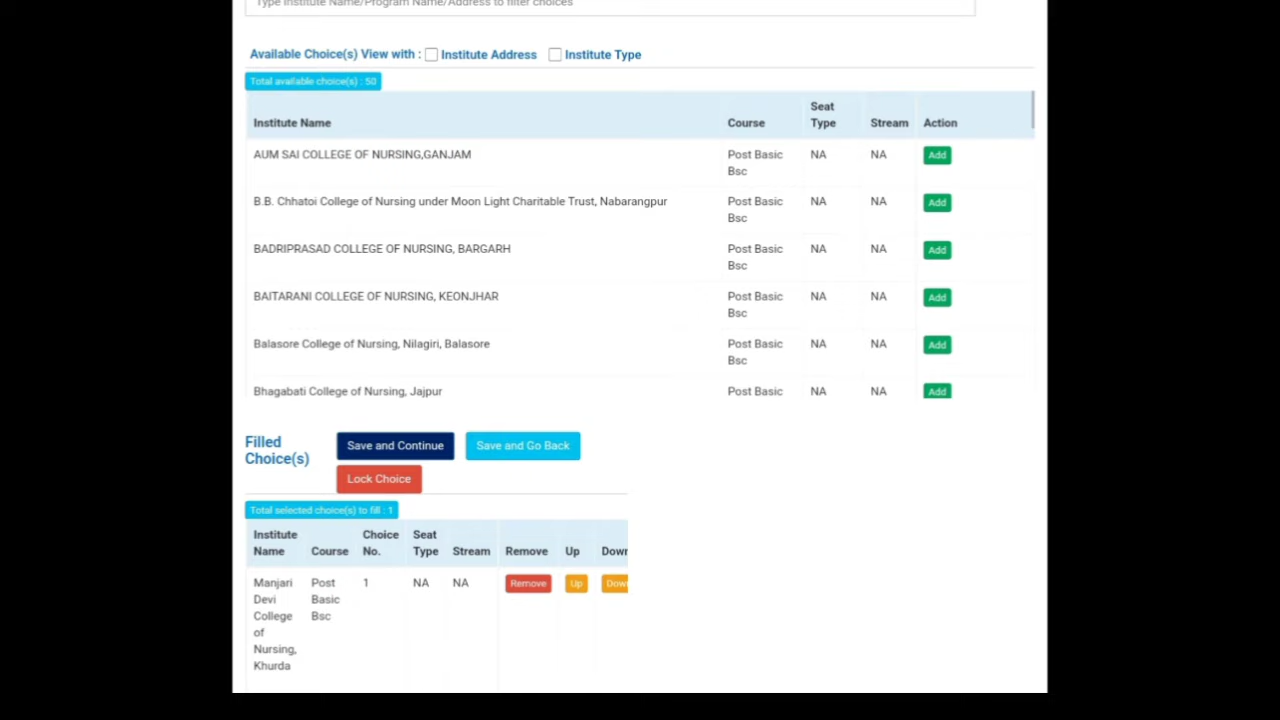 Type Institute Name/Program Name/Address to filter choices
Available Choice(s) View with : Institute Address Institute Type
Total available choice(s) : 50
Institute Name Course Seat Type Stream Action
AUM SAI COLLEGE OF NURSING,GANJAM Post Basic Bsc NA NA Add
B.B. Chhatoi College of Nursing under Moon Light Charitable Trust, Nabarangpur Post Basic Bsc NA NA Add
BADRIPRASAD COLLEGE OF NURSING, BARGARH Post Basic Bsc NA NA Add
BAITARANI COLLEGE OF NURSING, KEONJHAR Post Basic Bsc NA NA Add
Balasore College of Nursing, Nilagiri, Balasore Post Basic Bsc NA NA Add
Bhagabati College of Nursing, Jajpur Post Basic NA NA Add
Filled Choice(s)
Save and Continue Save and Go Back
Lock Choice
Total selected choice(s) to fill : 1
Institute Name Course Choice No. Seat Type Stream Remove Up Down
Manjari Devi College of Nursing, Khurda Post Basic Bsc 1 NA NA Remove Up Down